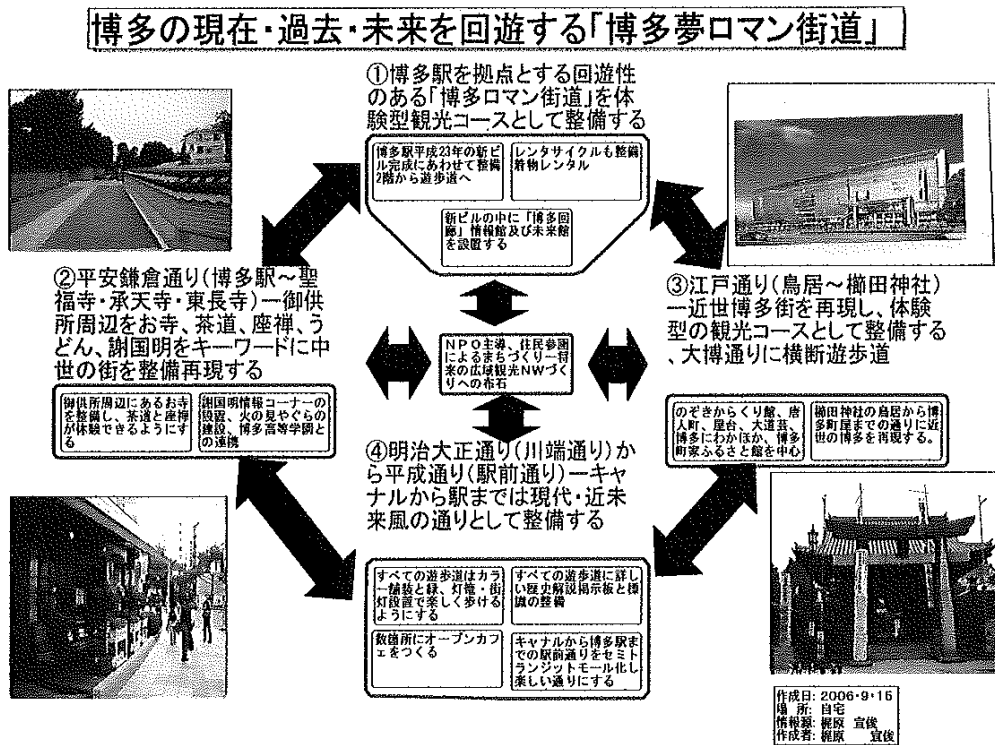 博多の現在・過去・未来を回遊する「博多夢ロマン街道」
①博多駅を拠点とする回遊性
のある「博多ロマン街道」を体
験型観光コースとして整備する
博多駅平成23年の新ビ
ル完成にあわせて整備
2階から遊歩道へ
レンタサイクルも整備
着物レンタル
新ビルの中に「博多回
廊」情報館及び未来館
を設置する
②平安鎌倉通り(博多駅～聖
福寺・承天寺・東長寺)―御供
所周辺をお寺、茶道、座禅、う
どん、謝国明をキーワードに中
世の街を整備再現する
御供所周辺にあるお寺
を整備し、茶道と座禅
が体験できるようにす
る
謝国明情報コーナーの
設置、火の見やぐらの
建設、博多高等学園と
の連携
NPO主導、住民参画
によるまちづくり―将
来の広域観光NWづく
りへの布石
③江戸通り(鳥居～櫛田神社)
―近世博多街を再現し、体験
型の観光コースとして整備する
、大博通りに横断遊歩道
のぞきからくり館、唐
人町、屋台、大道芸、
博多にわかほか、博多
町家ふるさと館を中心
櫛田神社の鳥居から博
多町屋までの通りに近
世の博多を再現する。
④明治大正通り(川端通り)か
ら平成通り(駅前通り)―キャ
ナルから駅までは現代・近未
来風の通りとして整備する
すべての遊歩道はカラ
ー舗装と緑、灯篭・街
灯設置で楽しく歩ける
ようにする
すべての遊歩道に詳し
い歴史解説掲示板と標
識の整備
数箇所にオープンカフ
ェをつくる
キャナルから博多駅ま
での駅前通りをセミト
ランジットモール化し
楽しい通りにする
作成日: 2006・9・15
場 所: 自宅
情報源: 梶原 宣俊
作成者: 梶原 宣俊